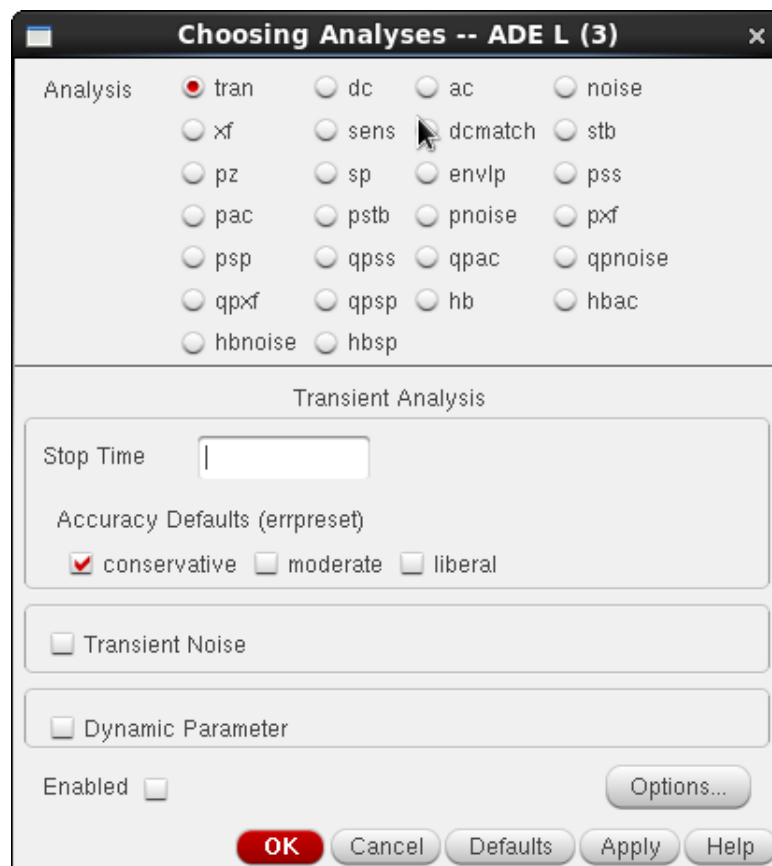 Choosing Analyses -- ADE L (3)
Analysis tran dc ac noise
xf sens dcmatch stb
pz sp envlp pss
pac pstb pnoise pxf
psp qpss qpac qpnoise
qpxf qpsp hb hbac
hbnoise hbsp
Transient Analysis
Stop Time
Accuracy Defaults (errpreset)
conservative moderate liberal
Transient Noise
Dynamic Parameter
Enabled Options...
OK Cancel Defaults Apply Help